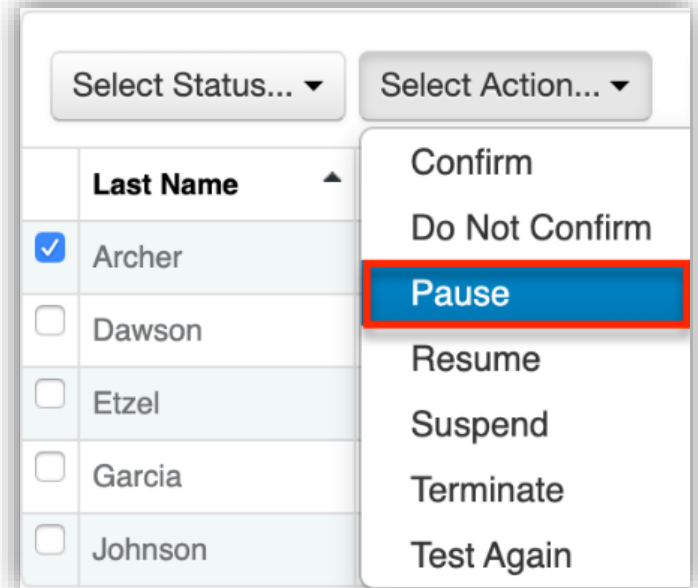 Select Status...
Select Action...
Last Name
Archer
Dawson
Etzel
Garcia
Johnson
Confirm
Do Not Confirm
Pause
Resume
Suspend
Terminate
Test Again